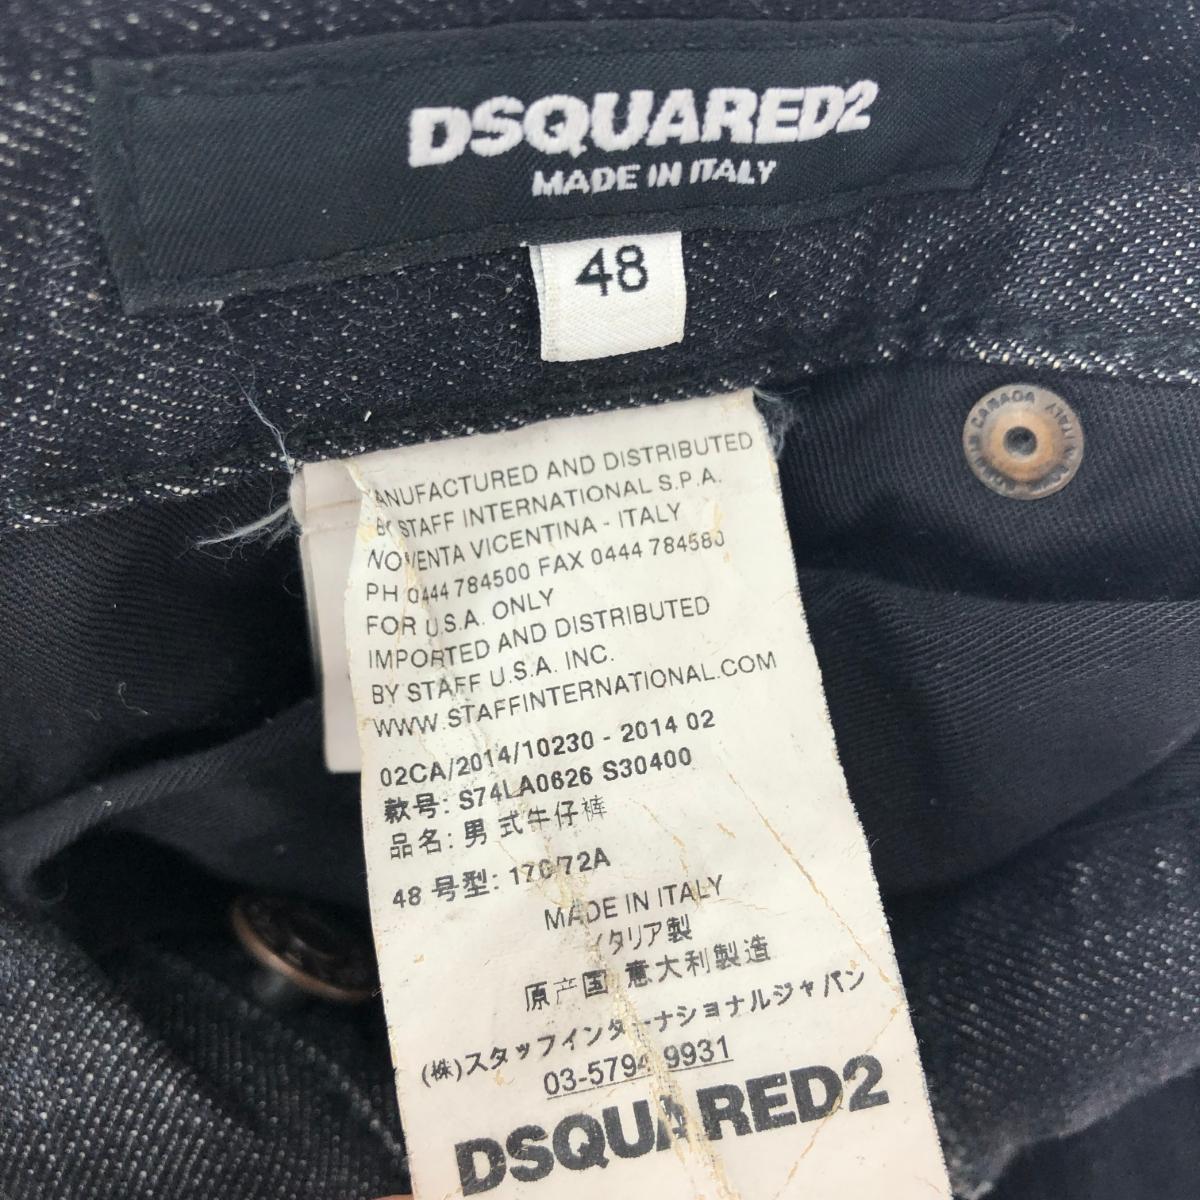 DSQUARED2
MADE IN ITALY
48
CANADA ITALY
ANUFACTURED AND DISTRIBUTED
BY STAFF INTERNATIONAL S.P.A.
NOVENTA VICENTINA - ITALY
PH 0444 784500 FAX 0444 784580
FOR U.S.A. ONLY
IMPORTED AND DISTRIBUTED
BY STAFF U.S.A. INC.
WWW.STAFFINTERNATIONAL.COM
02CA/2014/10230 - 2014 02
款号: S74LA0626 S30400
品名: 男式牛仔裤
48 号型: 170/72A
MADE IN ITALY
イタリア製
原产国 意大利製造
(株)スタッフインターナショナルジャパン
03-5794-9931
DSQUARED2